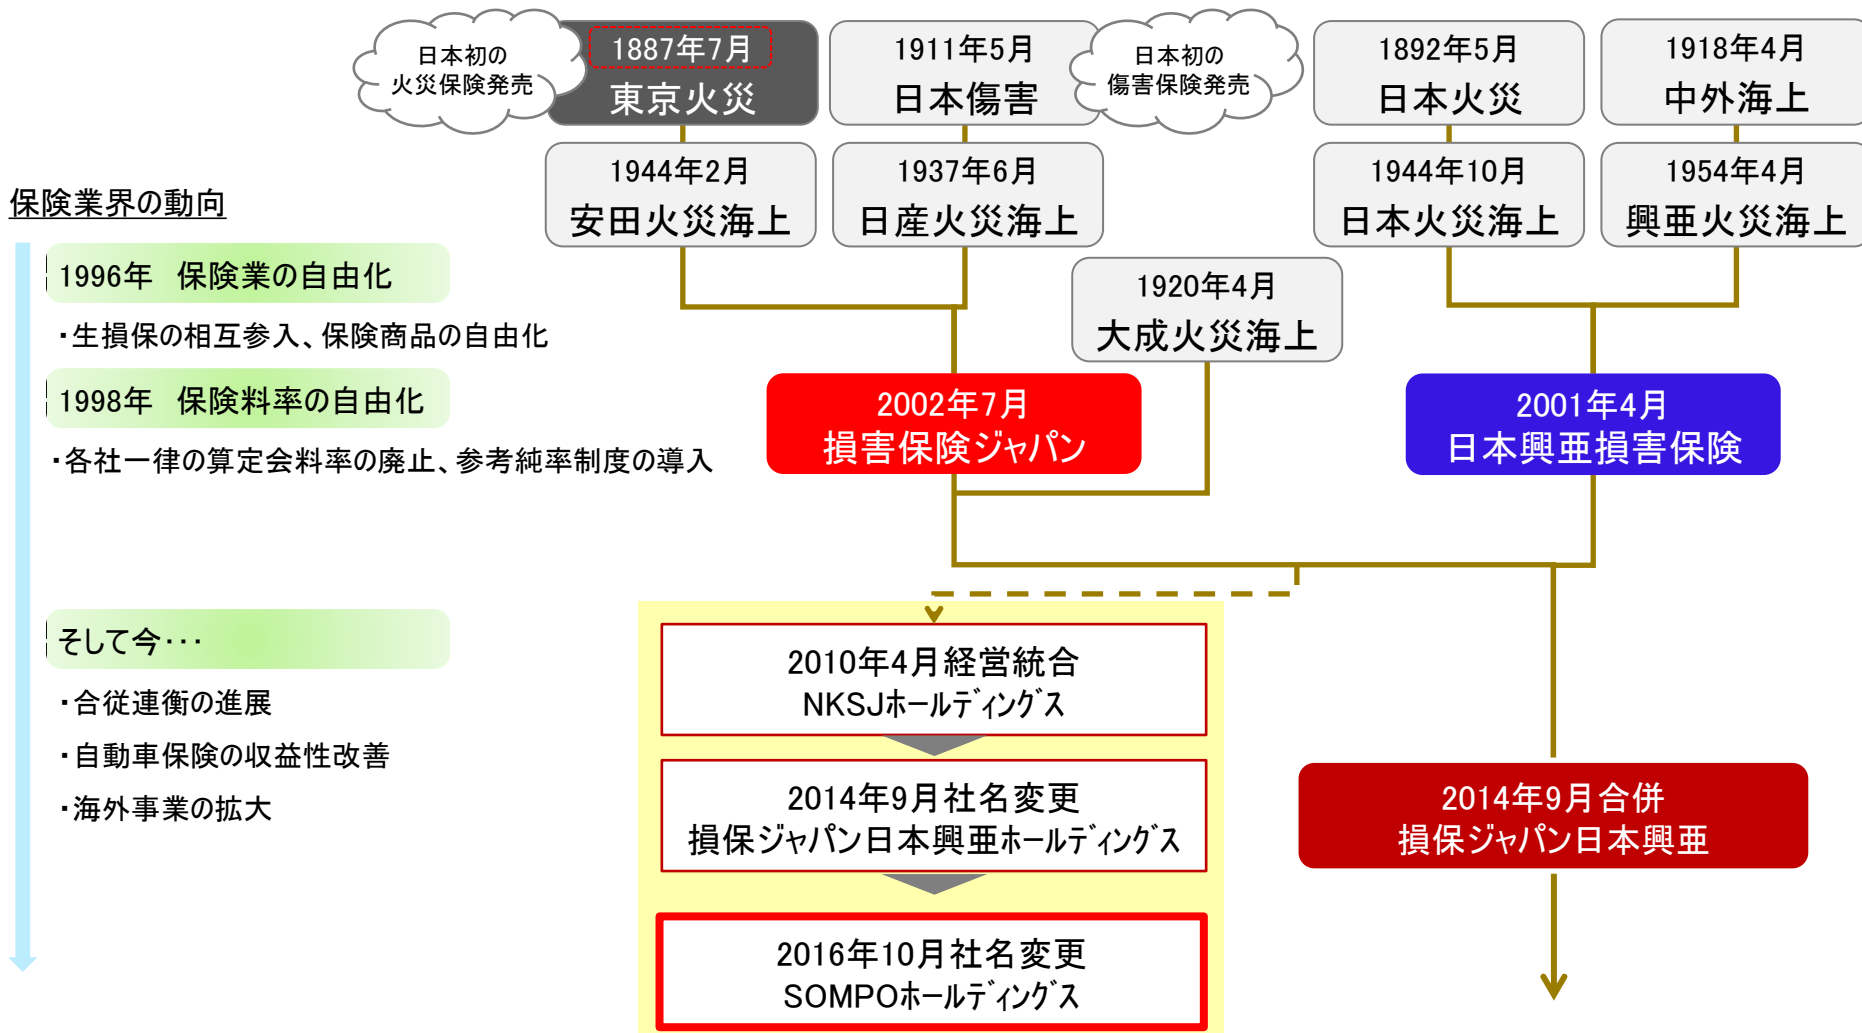 日本初の
火災保険発売
1887年7月
東京火災
1911年5月
日本傷害
日本初の
傷害保険発売
1892年5月
日本火災
1918年4月
中外海上
1944年2月
安田火災海上
1937年6月
日産火災海上
1944年10月
日本火災海上
1954年4月
興亜火災海上
保険業界の動向
1996年 保険業の自由化
・生損保の相互参入、保険商品の自由化
1920年4月
大成火災海上
1998年 保険料率の自由化
・各社一律の算定会料率の廃止、参考純率制度の導入
2002年7月
損害保険ジャパン
2001年4月
日本興亜損害保険
そして今・・・
・合従連衡の進展
・自動車保険の収益性改善
・海外事業の拡大
2010年4月経営統合
NKSJホールディングス
2014年9月社名変更
損保ジャパン日本興亜ホールディングス
2016年10月社名変更
SOMPOホールディングス
2014年9月合併
損保ジャパン日本興亜